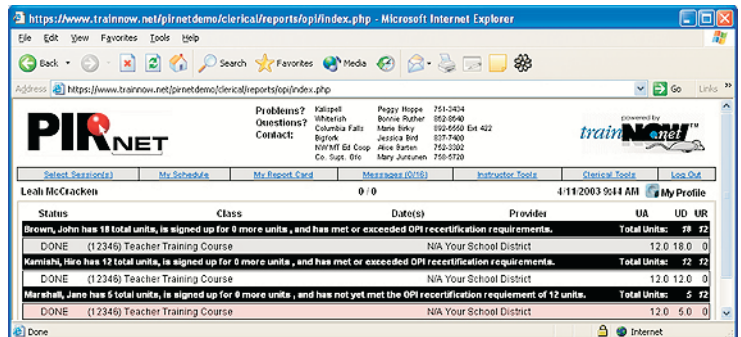 https://www.trainnow.net/pirnetdemo/clerical/reports/opi/index.php - Microsoft Internet Explorer
File Edit View Favorites Tools Help
Back Search Favorites Media
Address https://www.trainnow.net/pirnetdemo/clerical/reports/opi/index.php Go Links »
PIRNET
Problems?
Questions?
Contact:
Kalispell Peggy Hoppe 751-3434
Whitefish Bonnie Ruther 862-8640
Columbia Falls Marie Birky 892-6550 Ext 422
Bigfork Jessica Bird 837-7400
NW MT Ed Coop Alice Barten 752-3302
Co. Supt. Ofc Mary Jursunen 758-5720
powered by
trainNOW.net ™
Select Session(s) My Schedule My Report Card Messages (0/16) Instructor Tools Clerical Tools Log Out
Leah McCracken 0 / 0 4/11/2003 9:44 AM My Profile
Status Class Date(s) Provider UA UD UR
Brown, John has 18 total units, is signed up for 0 more units , and has met or exceeded OPI recertification requirements. Total Units: 18 12
DONE (12346) Teacher Training Course N/A Your School District 12.0 18.0 0
Kamishi, Hiro has 12 total units, is signed up for 0 more units , and has met or exceeded OPI recertification requirements. Total Units: 12 12
DONE (12346) Teacher Training Course N/A Your School District 12.0 12.0 0
Marshall, Jane has 5 total units, is signed up for 0 more units, and has not yet met the OPI recertification requiement of 12 units. Total Units: 5 12
DONE (12346) Teacher Training Course N/A Your School District 12.0 5.0 0
Done Internet